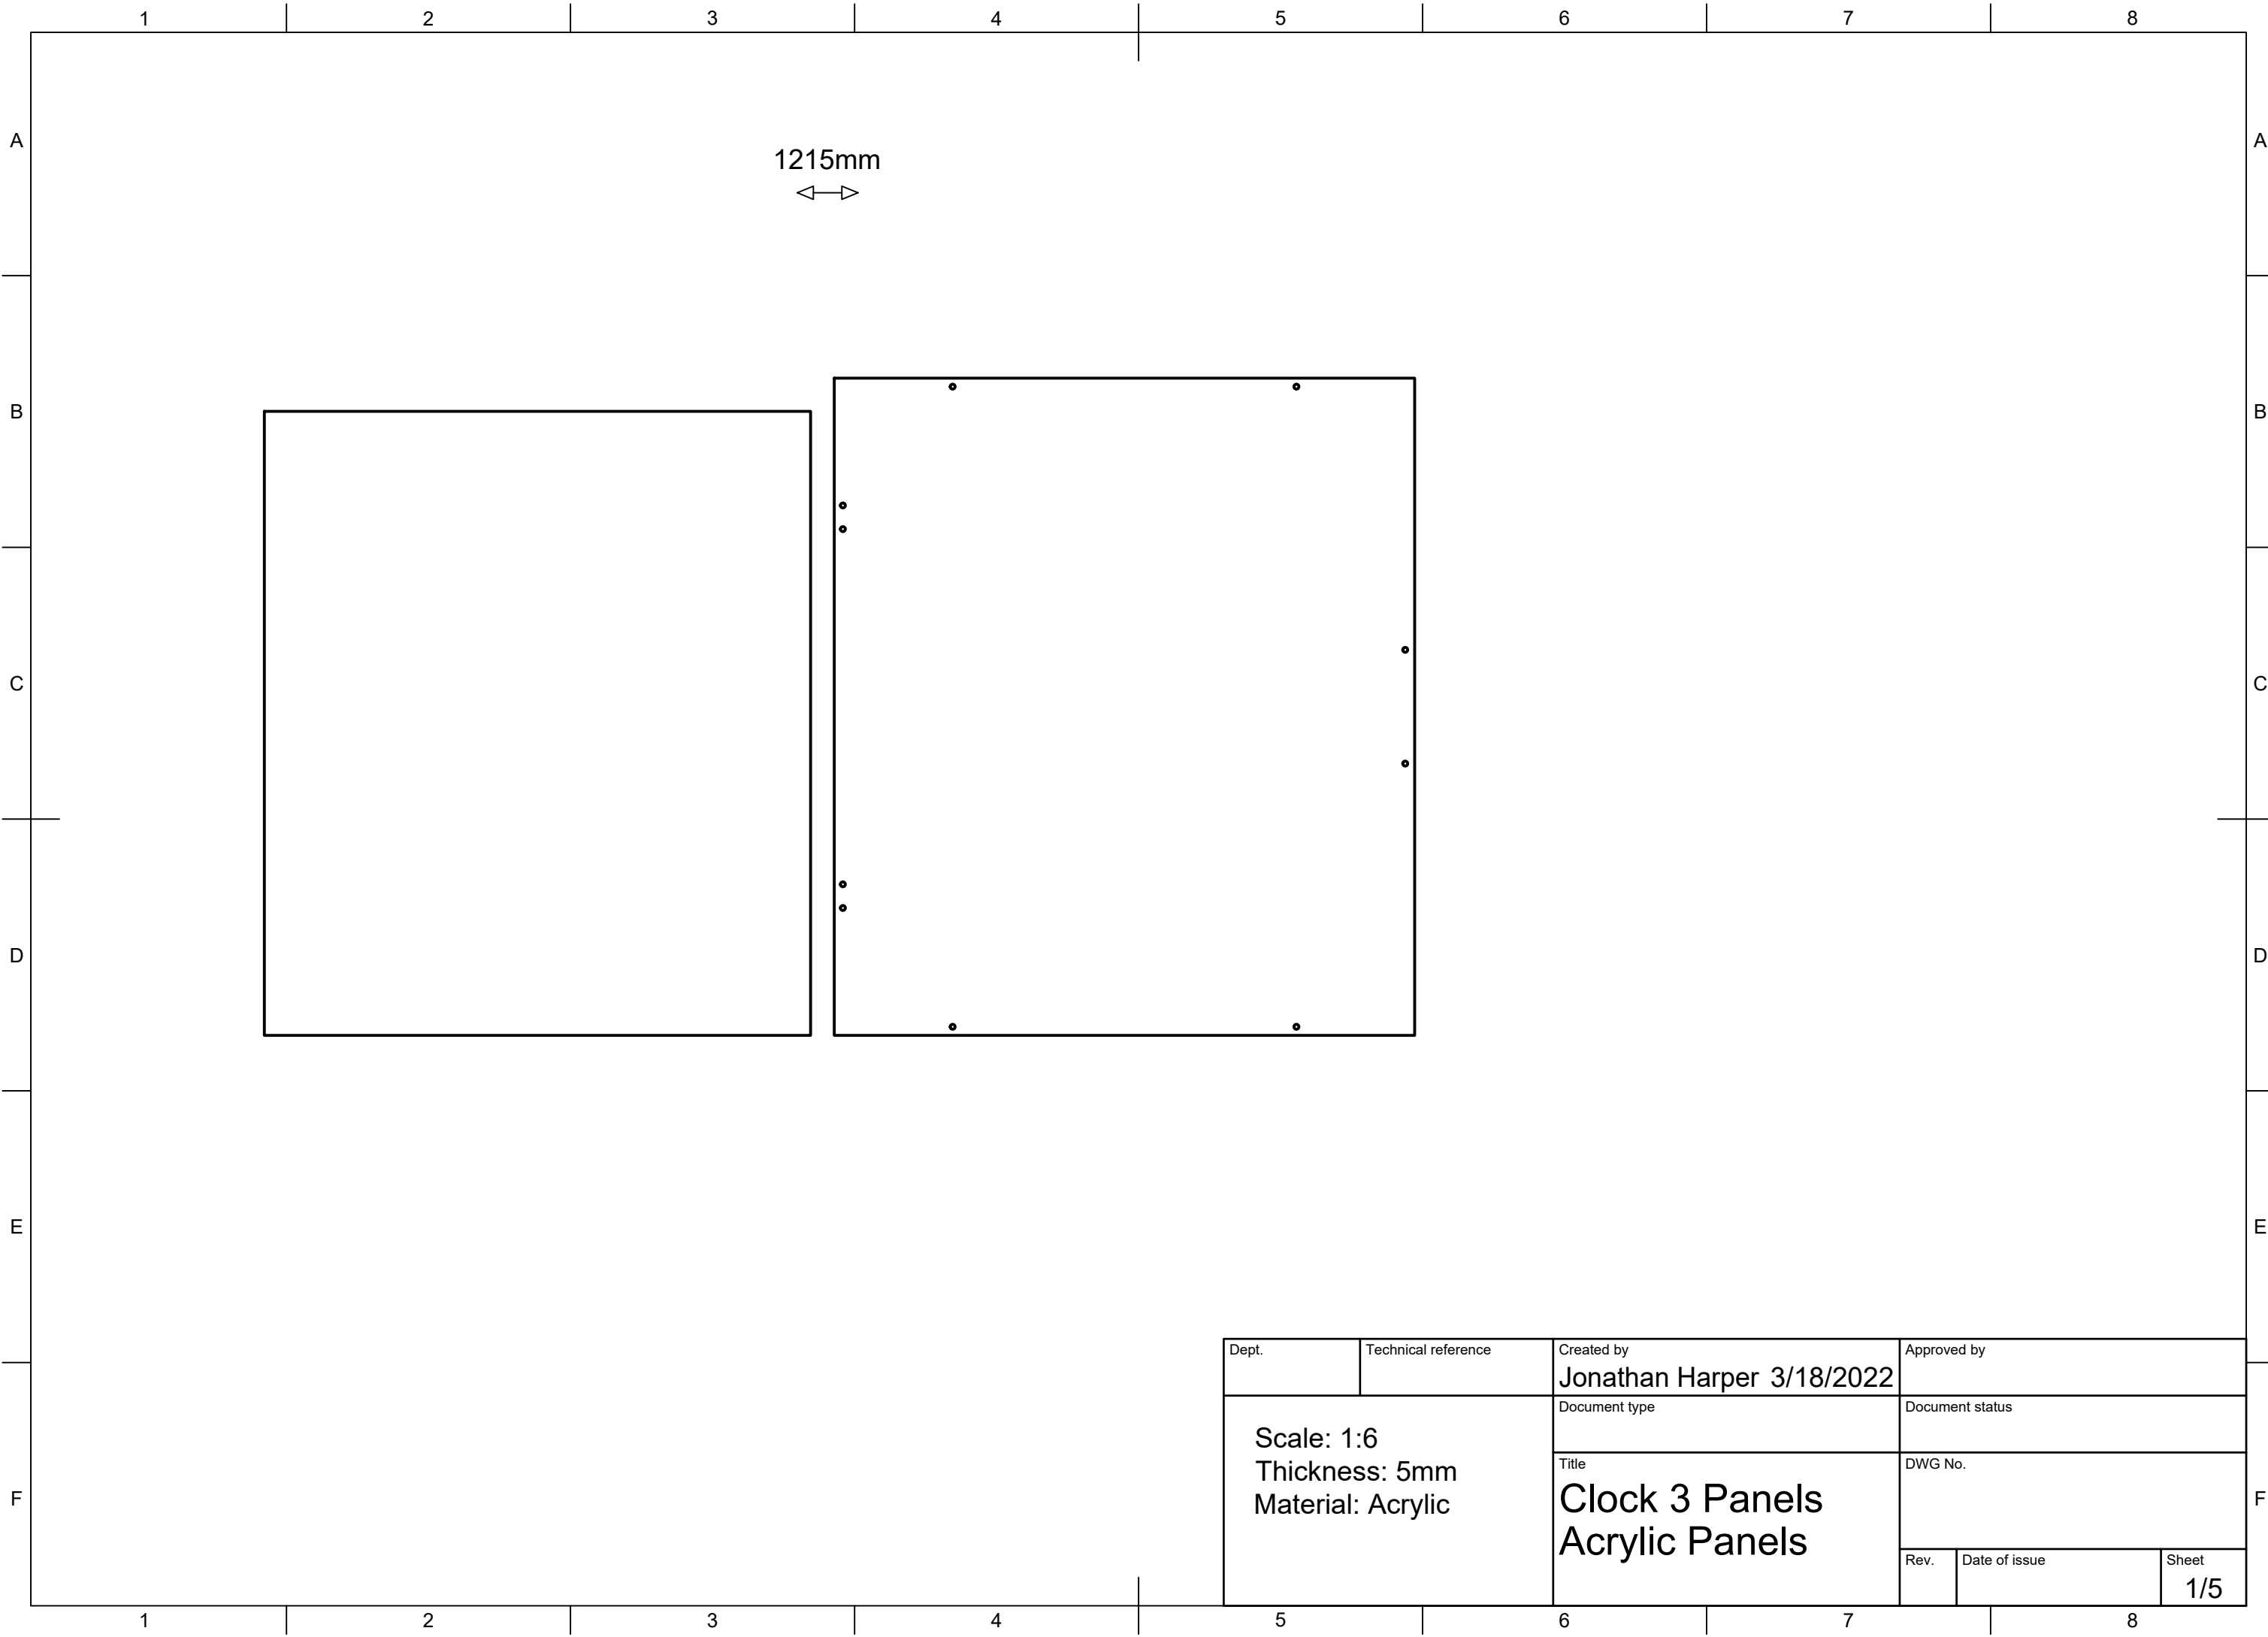 1 2 3 4 5 6 7 8
A A
1215mm
B B
C C
D D
E E
Dept. Technical reference Created by Approved by
Jonathan Harper 3/18/2022
Document type Document status
Scale: 1:6
Thickness: 5mm
Material: Acrylic
Title DWG No.
Clock 3 Panels
Acrylic Panels
F F
Rev. Date of issue Sheet
1/5
1 2 3 4 5 6 7 8